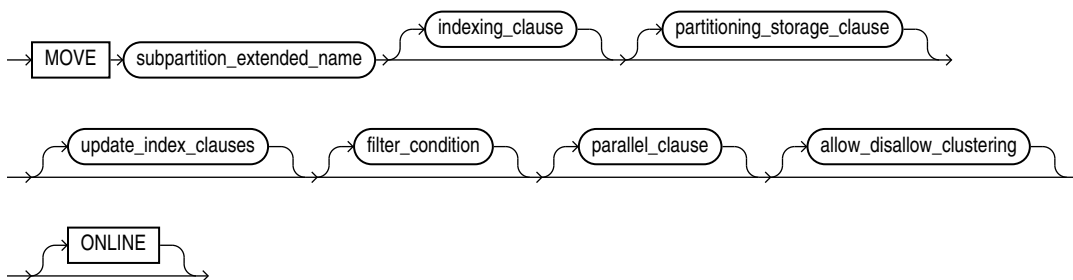 indexing_clause partitioning_storage_clause
MOVE subpartition_extended_name
update_index_clauses filter_condition parallel_clause allow_disallow_clustering
ONLINE